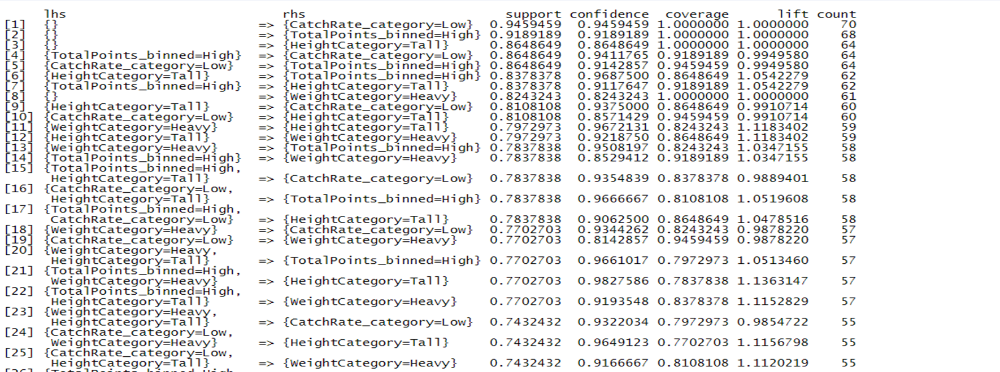 lhs rhs support confidence coverage lift count
[1] {} => {CatchRate_category=Low} 0.9459459 0.9459459 1.0000000 1.0000000 70
[2] {} => {TotalPoints_binned=High} 0.9189189 0.9189189 1.0000000 1.0000000 68
[3] {} => {HeightCategory=Tall} 0.8648649 0.8648649 1.0000000 1.0000000 64
[4] {TotalPoints_binned=High} => {CatchRate_category=Low} 0.8648649 0.9411765 0.9189189 0.9949580 64
[5] {CatchRate_category=Low} => {TotalPoints_binned=High} 0.8648649 0.9142857 0.9459459 0.9949580 64
[6] {HeightCategory=Tall} => {TotalPoints_binned=High} 0.8378378 0.9687500 0.8648649 1.0542279 62
[7] {TotalPoints_binned=High} => {HeightCategory=Tall} 0.8378378 0.9117647 0.9189189 1.0542279 62
[8] {} => {WeightCategory=Heavy} 0.8243243 0.8243243 1.0000000 1.0000000 61
[9] {HeightCategory=Tall} => {CatchRate_category=Low} 0.8108108 0.9375000 0.8648649 0.9910714 60
[10] {CatchRate_category=Low} => {HeightCategory=Tall} 0.8108108 0.8571429 0.9459459 0.9910714 60
[11] {WeightCategory=Heavy} => {HeightCategory=Tall} 0.7972973 0.9672131 0.8243243 1.1183402 59
[12] {HeightCategory=Tall} => {WeightCategory=Heavy} 0.7972973 0.9218750 0.8648649 1.1183402 59
[13] {WeightCategory=Heavy} => {TotalPoints_binned=High} 0.7837838 0.9508197 0.8243243 1.0347155 58
[14] {TotalPoints_binned=High} => {WeightCategory=Heavy} 0.7837838 0.8529412 0.9189189 1.0347155 58
[15] {TotalPoints_binned=High,
HeightCategory=Tall} => {CatchRate_category=Low} 0.7837838 0.9354839 0.8378378 0.9889401 58
[16] {CatchRate_category=Low,
HeightCategory=Tall} => {TotalPoints_binned=High} 0.7837838 0.9666667 0.8108108 1.0519608 58
[17] {TotalPoints_binned=High,
CatchRate_category=Low} => {HeightCategory=Tall} 0.7837838 0.9062500 0.8648649 1.0478516 58
[18] {WeightCategory=Heavy} => {CatchRate_category=Low} 0.7702703 0.9344262 0.8243243 0.9878220 57
[19] {CatchRate_category=Low} => {WeightCategory=Heavy} 0.7702703 0.8142857 0.9459459 0.9878220 57
[20] {WeightCategory=Heavy,
HeightCategory=Tall} => {TotalPoints_binned=High} 0.7702703 0.9661017 0.7972973 1.0513460 57
[21] {TotalPoints_binned=High,
WeightCategory=Heavy} => {HeightCategory=Tall} 0.7702703 0.9827586 0.7837838 1.1363147 57
[22] {TotalPoints_binned=High,
HeightCategory=Tall} => {WeightCategory=Heavy} 0.7702703 0.9193548 0.8378378 1.1152829 57
[23] {WeightCategory=Heavy,
HeightCategory=Tall} => {CatchRate_category=Low} 0.7432432 0.9322034 0.7972973 0.9854722 55
[24] {CatchRate_category=Low,
WeightCategory=Heavy} => {HeightCategory=Tall} 0.7432432 0.9649123 0.7702703 1.1156798 55
[25] {CatchRate_category=Low,
HeightCategory=Tall} => {WeightCategory=Heavy} 0.7432432 0.9166667 0.8108108 1.1120219 55